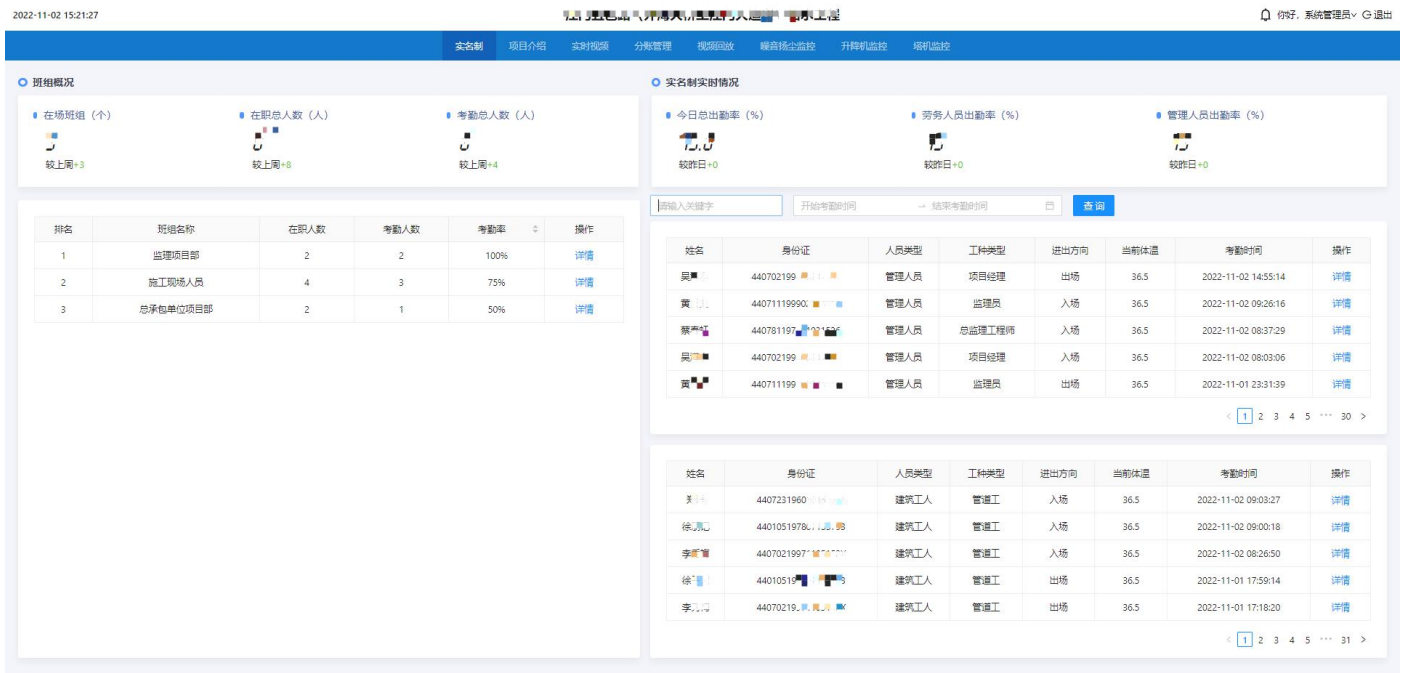 2022-11-02 15:21:27
你好, 系统管理员 退出
实名制 项目介绍 实时视频 分账管理 视频回放 噪音扬尘监控 升降机监控 塔机监控
班组概况
在场班组（个） 在职总人数（人） 考勤总人数（人）
较上周+3 较上周+8 较上周+4
排名 班组名称 在职人数 考勤人数 考勤率 操作
1 监理项目部 2 2 100% 详情
2 施工现场人员 4 3 75% 详情
3 总承包单位项目部 2 1 50% 详情
实名制实时情况
今日总出勤率（%） 劳务人员出勤率（%） 管理人员出勤率（%）
较昨日+0 较昨日+0 较昨日+0
请输入关键字 开始考勤时间 → 结束考勤时间 查询
姓名 身份证 人员类型 工种类型 进出方向 当前体温 考勤时间 操作
吴 管理人员 项目经理 出场 36.5 2022-11-02 14:55:14 详情
黄 管理人员 监理员 入场 36.5 2022-11-02 09:26:16 详情
蔡 管理人员 总监理工程师 入场 36.5 2022-11-02 08:37:29 详情
吴 管理人员 项目经理 入场 36.5 2022-11-02 08:03:06 详情
黄 管理人员 监理员 出场 36.5 2022-11-01 23:31:39 详情
< 1 2 3 4 5 ··· 30 >
姓名 身份证 人员类型 工种类型 进出方向 当前体温 考勤时间 操作
建筑工人 管道工 入场 36.5 2022-11-02 09:03:27 详情
徐 建筑工人 管道工 入场 36.5 2022-11-02 09:00:18 详情
李 建筑工人 管道工 入场 36.5 2022-11-02 08:26:50 详情
徐 建筑工人 管道工 出场 36.5 2022-11-01 17:59:14 详情
李 建筑工人 管道工 出场 36.5 2022-11-01 17:18:20 详情
< 1 2 3 4 5 ··· 31 >